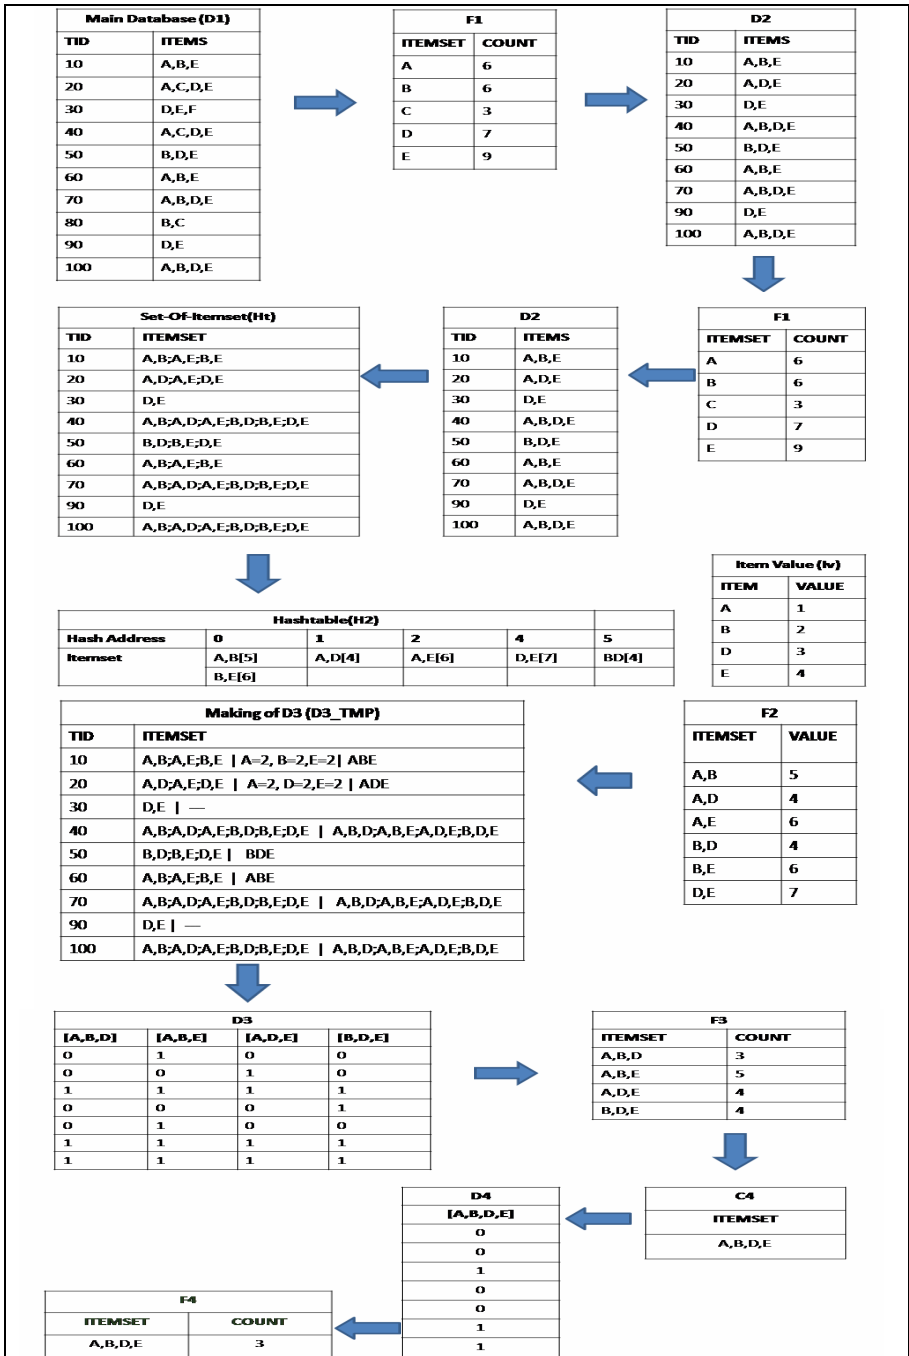 Main Database (D1)
TID ITEMS
10 A,B,E
20 A,C,D,E
30 D,E,F
40 A,C,D,E
50 B,D,E
60 A,B,E
70 A,B,D,E
80 B,C
90 D,E
100 A,B,D,E
F1
ITEMSET COUNT
A 6
B 6
C 3
D 7
E 9
D2
TID ITEMS
10 A,B,E
20 A,D,E
30 D,E
40 A,B,D,E
50 B,D,E
60 A,B,E
70 A,B,D,E
90 D,E
100 A,B,D,E
Set-Of-Itemset(Ht)
TID ITEMSET
10 A,B;A,E;B,E
20 A,D;A,E;D,E
30 D,E
40 A,B;A,D;A,E;B,D;B,E;D,E
50 B,D;B,E;D,E
60 A,B;A,E;B,E
70 A,B;A,D;A,E;B,D;B,E;D,E
90 D,E
100 A,B;A,D;A,E;B,D;B,E;D,E
D2
TID ITEMS
10 A,B,E
20 A,D,E
30 D,E
40 A,B,D,E
50 B,D,E
60 A,B,E
70 A,B,D,E
90 D,E
100 A,B,D,E
F1
ITEMSET COUNT
A 6
B 6
C 3
D 7
E 9
Item Value (Iv)
ITEM VALUE
A 1
B 2
D 3
E 4
Hashtable(H2)
Hash Address 0 1 2 4 5
Itemset A,B[5] A,D[4] A,E[6] D,E[7] BD[4]
B,E[6]
Making of D3 (D3_TMP)
TID ITEMSET
10 A,B;A,E;B,E | A=2, B=2,E=2| ABE
20 A,D;A,E;D,E | A=2, D=2,E=2 | ADE
30 D,E | —
40 A,B;A,D;A,E;B,D;B,E;D,E | A,B,D;A,B,E;A,D,E;B,D,E
50 B,D;B,E;D,E | BDE
60 A,B;A,E;B,E | ABE
70 A,B;A,D;A,E;B,D;B,E;D,E | A,B,D;A,B,E;A,D,E;B,D,E
90 D,E | —
100 A,B;A,D;A,E;B,D;B,E;D,E | A,B,D;A,B,E;A,D,E;B,D,E
F2
ITEMSET VALUE
A,B 5
A,D 4
A,E 6
B,D 4
B,E 6
D,E 7
D3
[A,B,D] [A,B,E] [A,D,E] [B,D,E]
0 1 0 0
0 0 1 0
1 1 1 1
0 0 0 1
0 1 0 0
1 1 1 1
1 1 1 1
F3
ITEMSET COUNT
A,B,D 3
A,B,E 5
A,D,E 4
B,D,E 4
D4
[A,B,D,E]
0
0
1
0
0
1
1
C4
ITEMSET
A,B,D,E
F4
ITEMSET COUNT
A,B,D,E 3